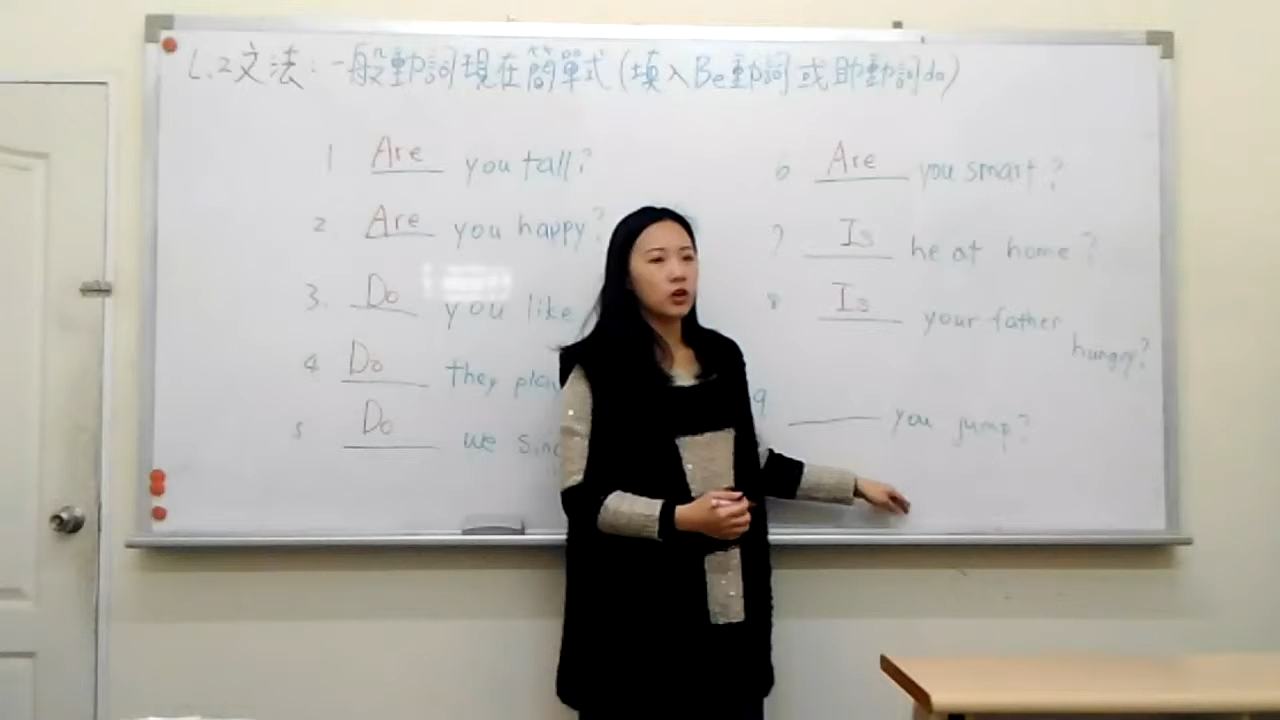 L.2文法:一般動詞現在簡單式(填入Be動詞或助動詞do)
1 Are you tall?
2 Are you happy?
3. Do you like
4 Do they play
5 Do we sing
6 Are you smart?
7 Is he at home?
8 Is your father
hungry?
9 ____ you jump?